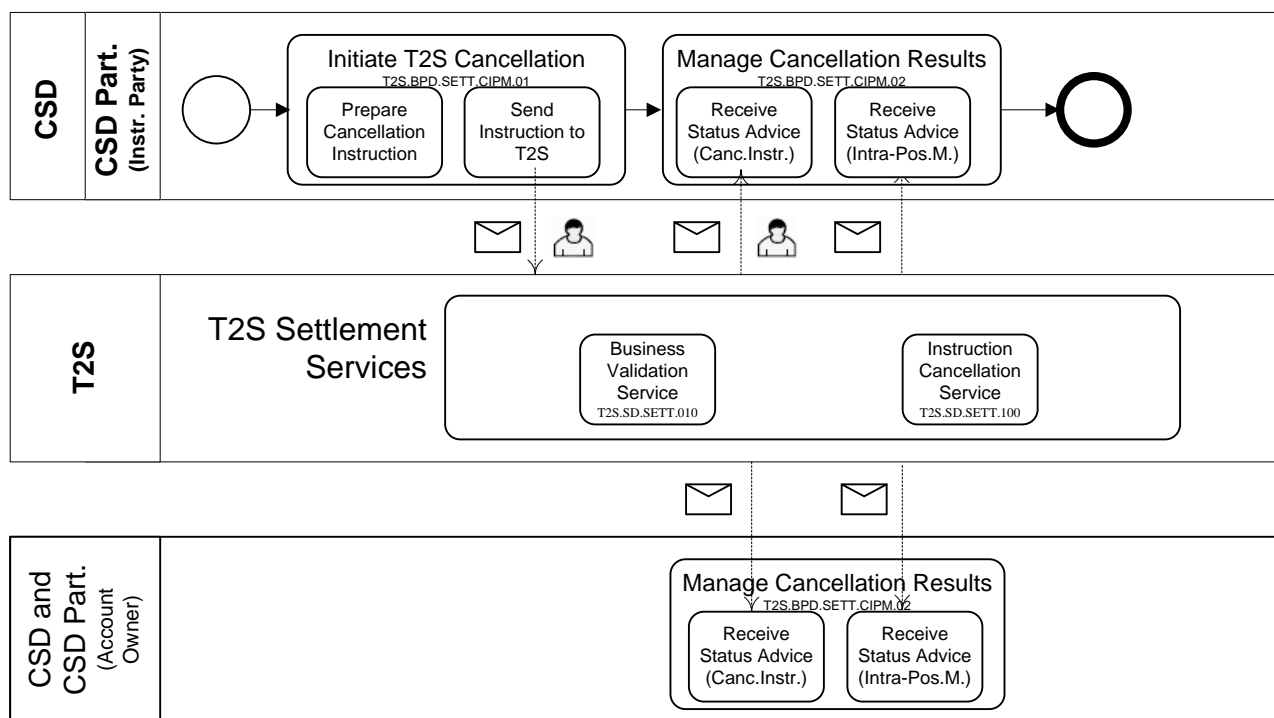 CSD
CSD Part.
(Instr. Party)
Initiate T2S Cancellation
T2S.BPD.SETT.CIPM.01
Prepare
Cancellation
Instruction
Send
Instruction to
T2S
Manage Cancellation Results
T2S.BPD.SETT.CIPM.02
Receive
Status Advice
(Canc.Instr.)
Receive
Status Advice
(Intra-Pos.M.)
T2S
T2S Settlement
Services
Business
Validation
Service
T2S.SD.SETT.010
Instruction
Cancellation
Service
T2S.SD.SETT.100
CSD and
CSD Part.
(Account
Owner)
Manage Cancellation Results
T2S.BPD.SETT.CIPM.02
Receive
Status Advice
(Canc.Instr.)
Receive
Status Advice
(Intra-Pos.M.)